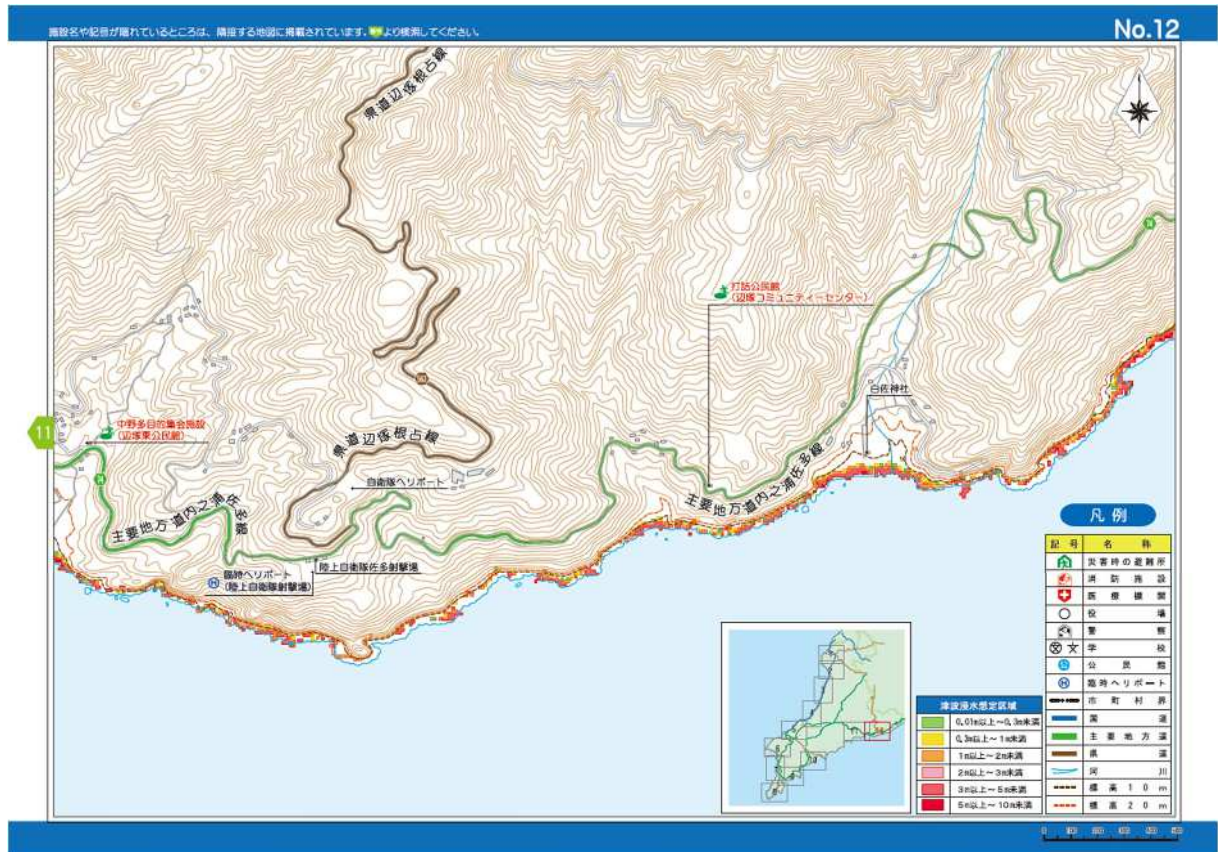 施設名や記号が隠れているところは、隣接する地図に掲載されています。
より検索してください。
No.12
県道辺塚根占線
打詰公民館
(辺塚コミュニティーセンター)
白佐神社
11
中野多目的集会施設
(辺塚東公民館)
県道辺塚根占線
自衛隊ヘリポート
主要地方道内之浦佐多線
主要地方道内之浦佐多線
陸上自衛隊佐多射撃場
臨時ヘリポート
(陸上自衛隊射撃場)
凡例
記号 名称
災害時の避難所
消防施設
医療機関
役場
警察
文 文 学校
公民館
臨時ヘリポート
市町村界
国道
主要地方道
県道
河川
標高10m
標高20m
津波浸水想定区域
0.01m以上~0.3m未満
0.3m以上~1m未満
1m以上~2m未満
2m以上~3m未満
3m以上~5m未満
5m以上~10m未満